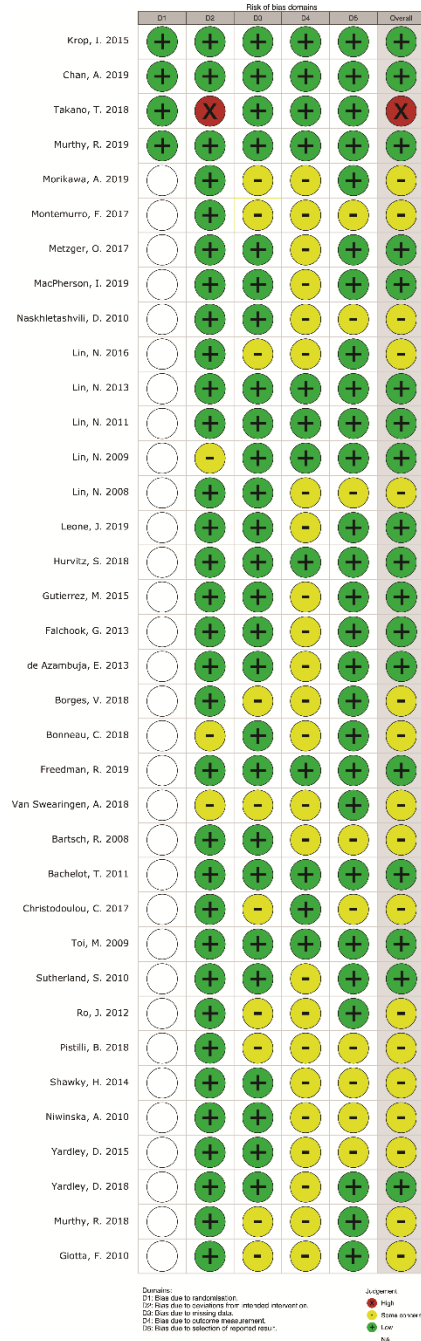 Risk of bias domains
D1 D2 D3 D4 D5 Overall
Krop, I. 2015 + + + + + +
Chan, A. 2019 + + + + + +
Takano, T. 2018 + X + + + X
Murthy, R. 2019 + + + + + +
Morikawa, A. 2019 + - - + -
Montemurro, F. 2017 + - - - -
Metzger, O. 2017 + + - + +
MacPherson, I. 2019 + + - + +
Naskhletashvili, D. 2010 + + - - -
Lin, N. 2016 + - - + -
Lin, N. 2013 + + + + +
Lin, N. 2011 + + + + +
Lin, N. 2009 - + + + +
Lin, N. 2008 + + - - -
Leone, J. 2019 + + - + +
Hurvitz, S. 2018 + + + + +
Gutierrez, M. 2015 + + - + +
Falchook, G. 2013 + + - + +
de Azambuja, E. 2013 + + - + +
Borges, V. 2018 + - - + -
Bonneau, C. 2018 - + - + -
Freedman, R. 2019 + + + + +
Van Swearingen, A. 2018 - - - + -
Bartsch, R. 2008 + + - - -
Bachelot, T. 2011 + + + + +
Christodoulou, C. 2017 + - + - -
Toi, M. 2009 + + + + +
Sutherland, S. 2010 + + - + +
Ro, J. 2012 + - - + -
Pistilli, B. 2018 + - - - -
Shawky, H. 2014 + + - - -
Niwinska, A. 2010 + + - - -
Yardley, D. 2015 + + - - -
Yardley, D. 2018 + + - + +
Murthy, R. 2018 + - - + -
Giotta, F. 2010 + - - + -
Domains:
D1: Bias due to randomisation.
D2: Bias due to deviations from intended intervention.
D3: Bias due to missing data.
D4: Bias due to outcome measurement.
D5: Bias due to selection of reported result.
Judgement
X High
- Some concerns
+ Low
NA